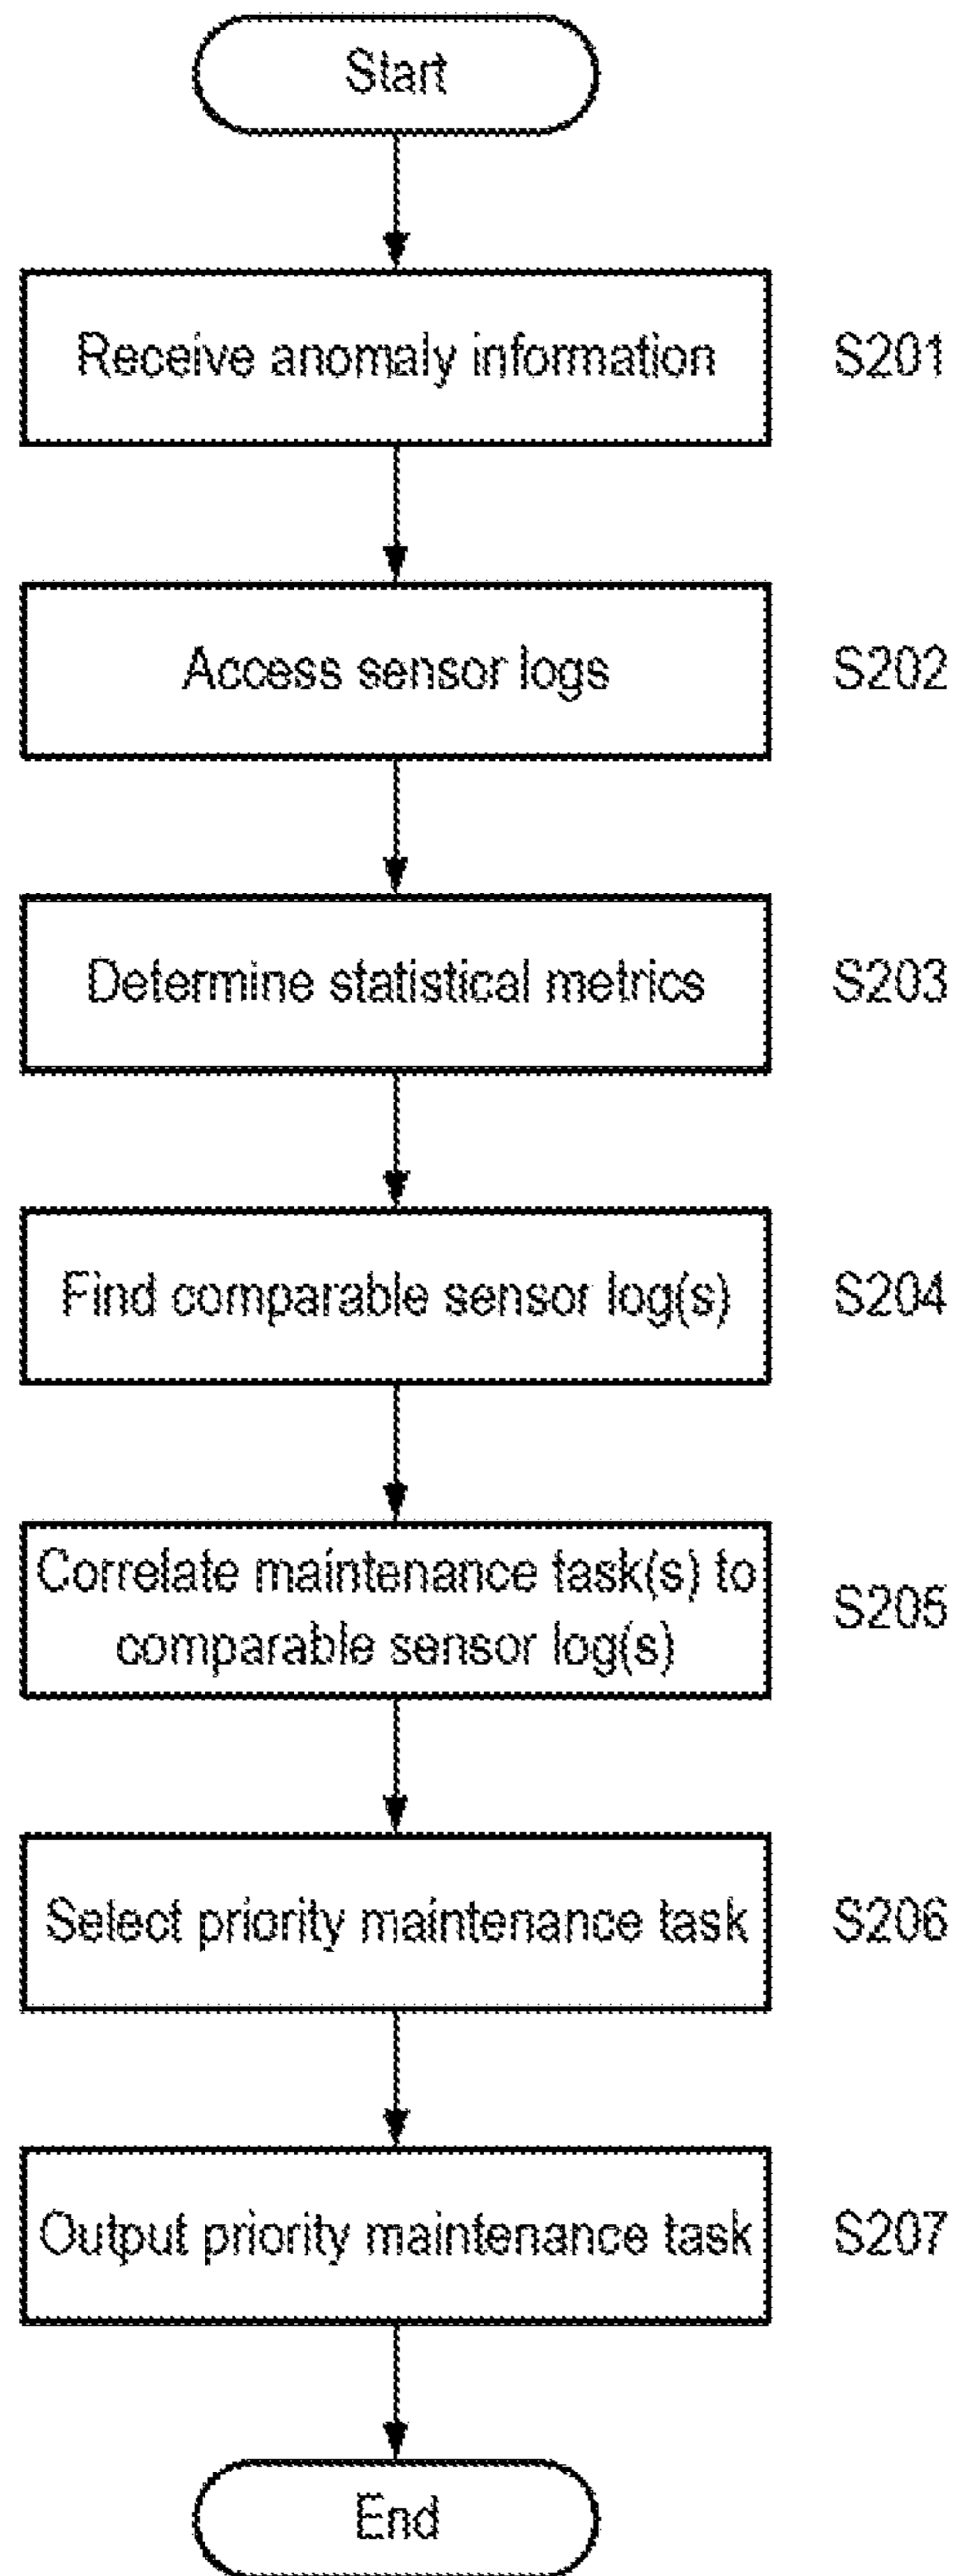 Start
Receive anomaly information
S201
Access sensor logs
S202
Determine statistical metrics
S203
Find comparable sensor log(s)
S204
Correlate maintenance task(s) to
comparable sensor log(s)
S205
Select priority maintenance task
S206
Output priority maintenance task
S207
End